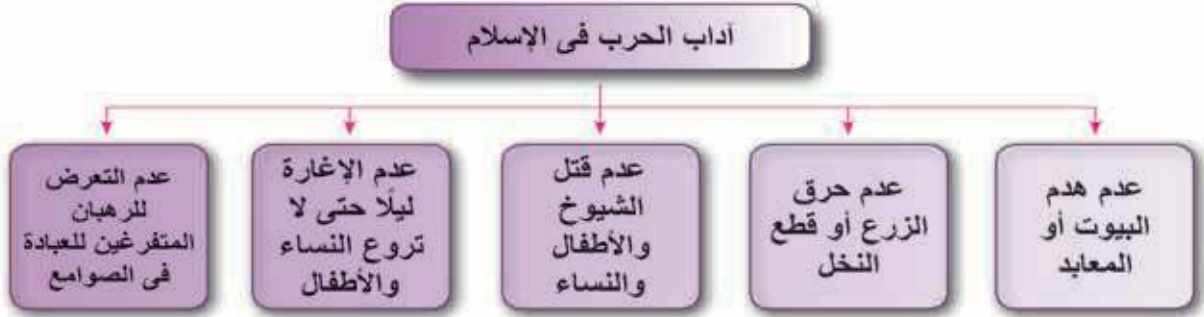 آداب الحرب فى الإسلام
عدم هدم
البيوت أو
المعابد
عدم حرق
الزرع أو قطع
النخل
عدم قتل
الشيوخ
والأطفال
والنساء
عدم الإغارة
ليلًا حتى لا
تروع النساء
والأطفال
عدم التعرض
للرهبان
المتفرغين للعبادة
فى الصوامع